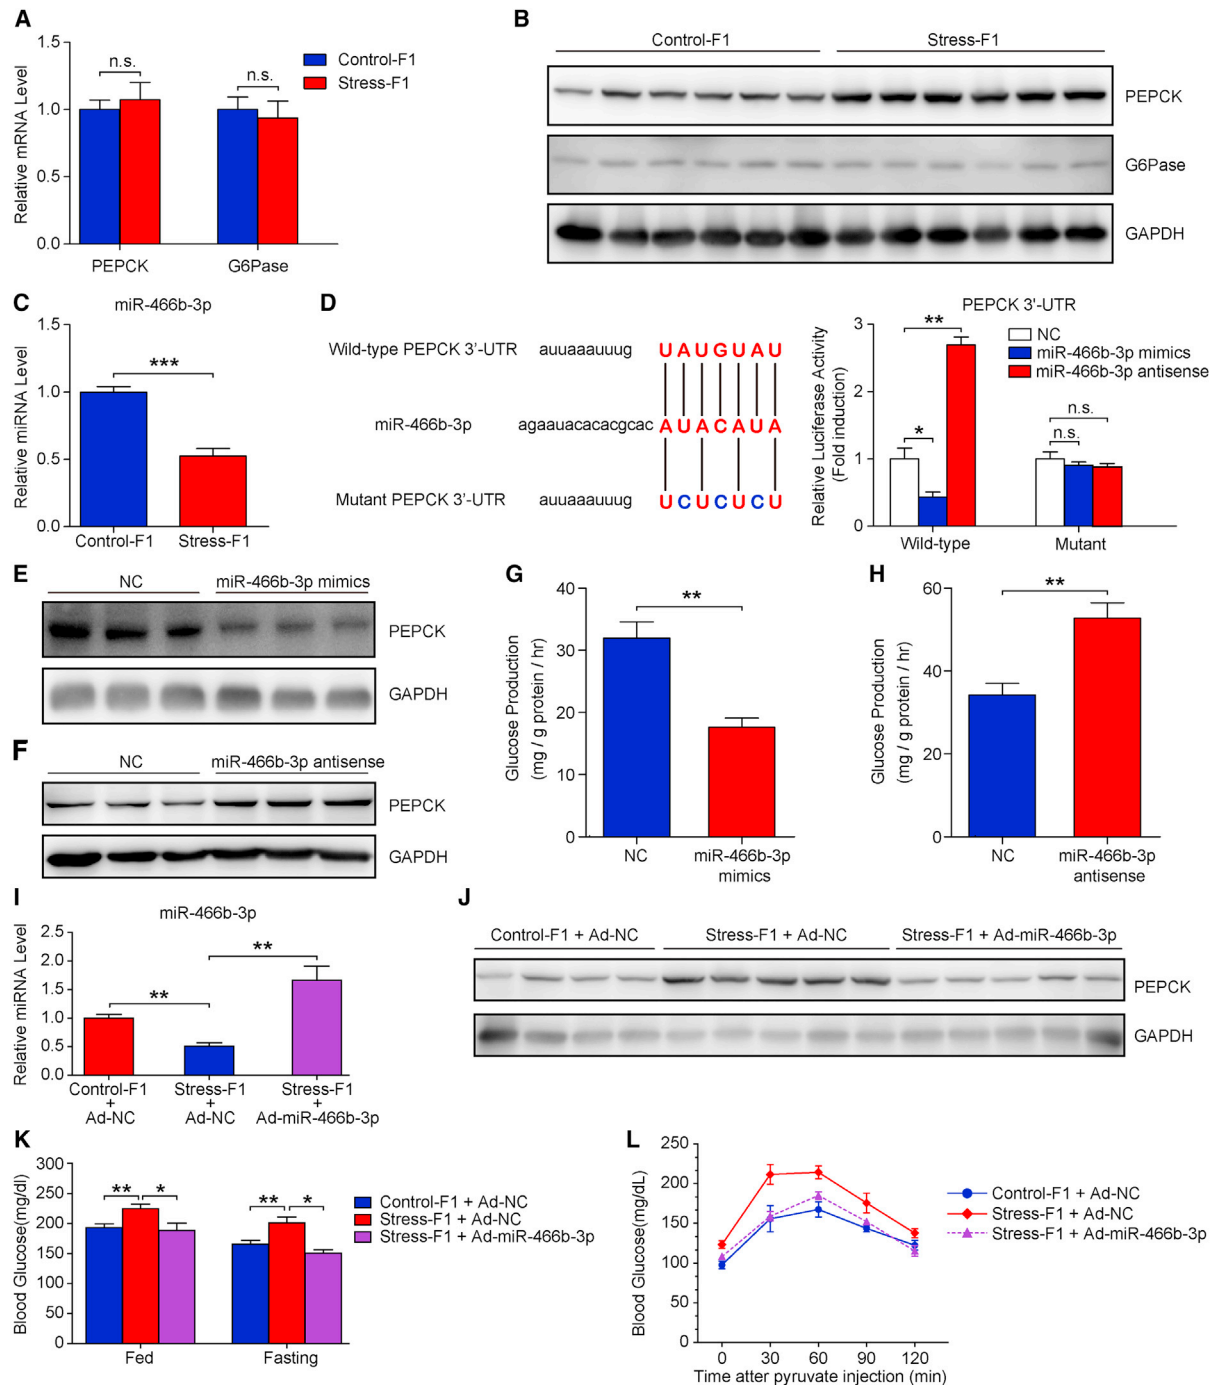 A
1.5
1.0
0.5
0.0
Relative mRNA Level
n.s.
n.s.
Control-F1
Stress-F1
PEPCK
G6Pase
B
Control-F1
Stress-F1
PEPCK
G6Pase
GAPDH
C
miR-466b-3p
1.5
1.0
0.5
0.0
Relative miRNA Level
***
Control-F1
Stress-F1
D
Wild-type PEPCK 3’-UTR
auuaaauuug
UAUGUAU
miR-466b-3p
agaauacacacgcac
AUACAUA
Mutant PEPCK 3’-UTR
auuaaauuug
UCUCUCU
PEPCK 3'-UTR
3
2
1
0
Relative Luciferase Activity
(Fold induction)
**
*
n.s.
n.s.
NC
miR-466b-3p mimics
miR-466b-3p antisense
Wild-type
Mutant
E
NC
miR-466b-3p mimics
PEPCK
GAPDH
F
NC
miR-466b-3p antisense
PEPCK
GAPDH
G
40
30
20
10
0
Glucose Production
(mg / g protein / hr)
**
NC
miR-466b-3p
mimics
H
60
40
20
0
Glucose Production
(mg / g protein / hr)
**
NC
miR-466b-3p
antisense
I
miR-466b-3p
2.5
2.0
1.5
1.0
0.5
0.0
Relative miRNA Level
**
**
Control-F1
+
Ad-NC
Stress-F1
+
Ad-NC
Stress-F1
+
Ad-miR-466b-3p
J
Control-F1 + Ad-NC
Stress-F1 + Ad-NC
Stress-F1 + Ad-miR-466b-3p
PEPCK
GAPDH
K
300
250
200
150
100
50
0
Blood Glucose(mg/dl)
**
*
**
*
Fed
Fasting
Control-F1 + Ad-NC
Stress-F1 + Ad-NC
Stress-F1 + Ad-miR-466b-3p
L
250
200
150
100
50
0
Blood Glucose(mg/dL)
0
30
60
90
120
Time atter pyruvate injection (min)
Control-F1 + Ad-NC
Stress-F1 + Ad-NC
Stress-F1 + Ad-miR-466b-3p